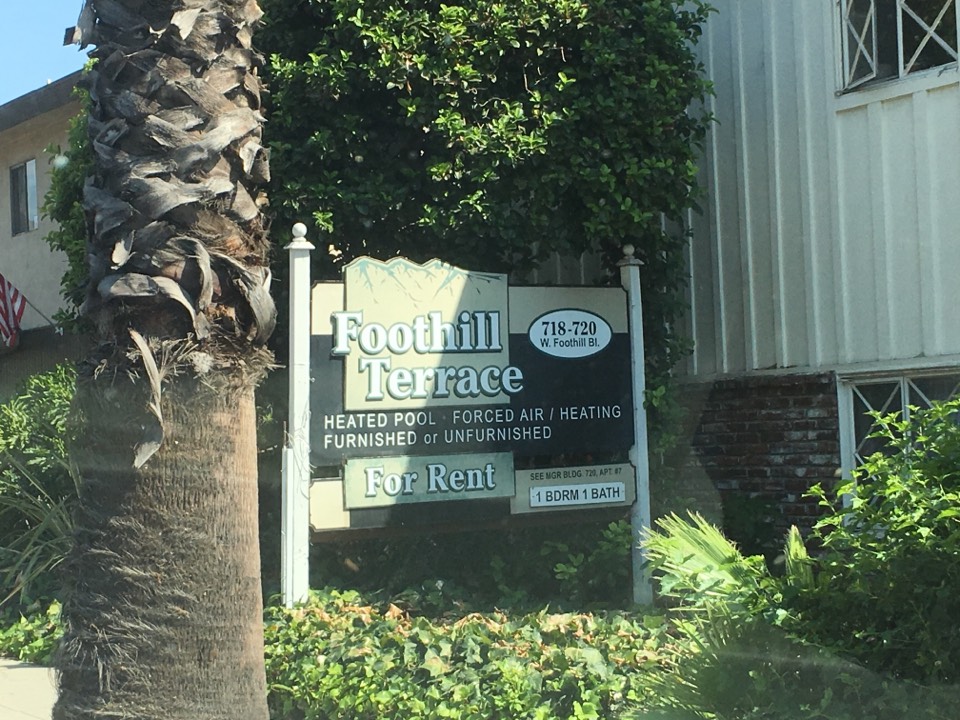 Foothill
Terrace
718-720
W. Foothill Bl.
HEATED POOL · FORCED AIR / HEATING
FURNISHED or UNFURNISHED
For Rent
SEE MGR BLDG. 720, APT. #7
1 BDRM 1 BATH